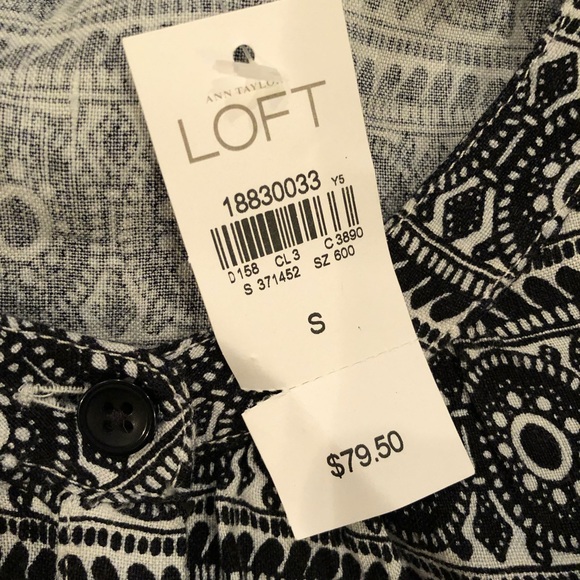 ANN TAYLOR
LOFT
18830033 Y5
D 158 CL 3 C 3890
S 371452 SZ 600
S
$79.50